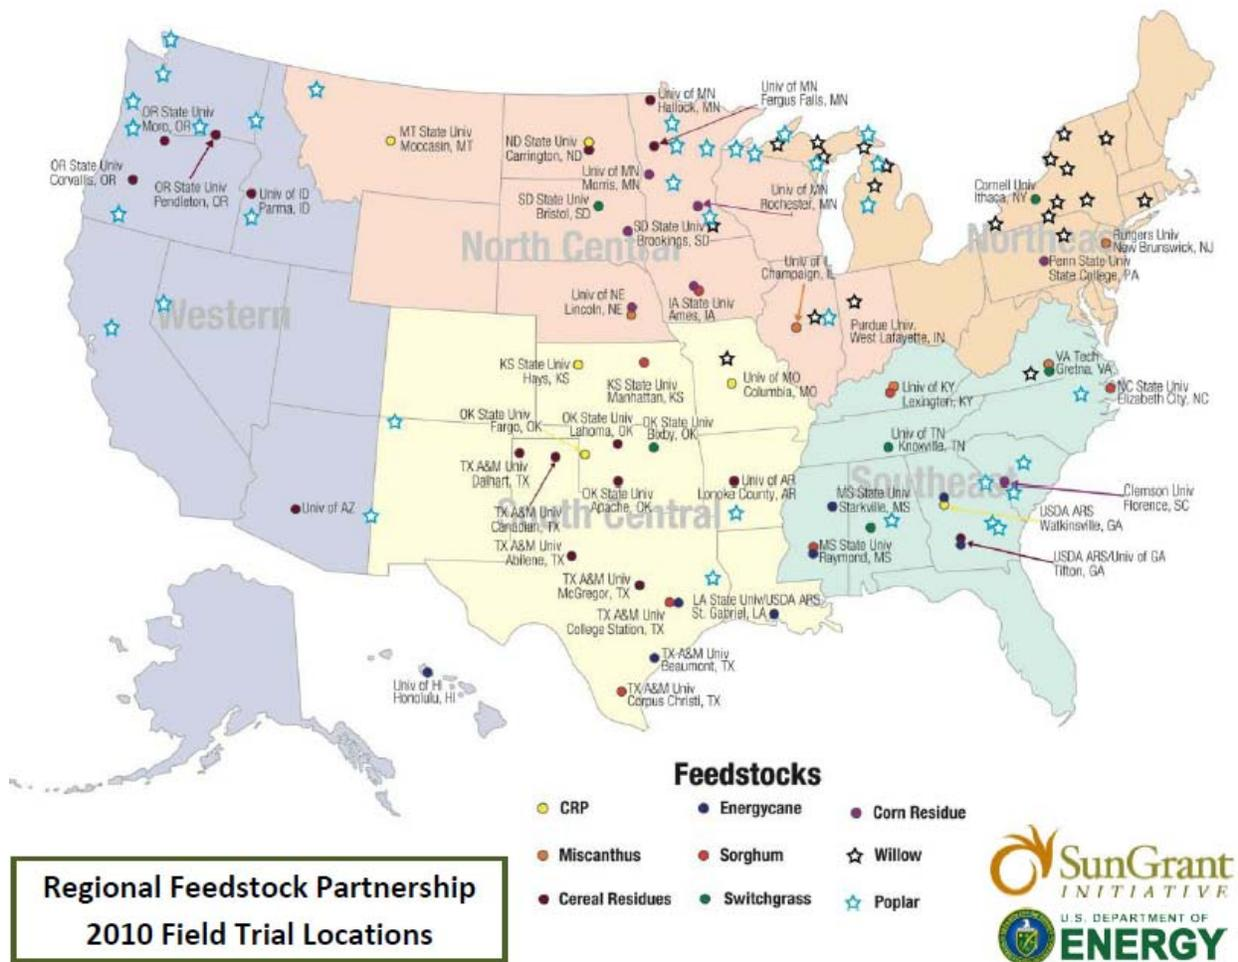 Univ of MN
Hallock, MN
Univ of MN
Fergus Falls, MN
OR State Univ
Moro, OR
MT State Univ
Moccasin, MT
ND State Univ
Carrington, ND
OR State Univ
Corvallis, OR
OR State Univ
Pendleton, OR
Univ of ID
Parma, ID
Univ of MN
Morris, MN
SD State Univ
Bristol, SD
Univ of MN
Rochester, MN
Cornell Univ
Ithaca, NY
SD State Univ
Brookings, SD
North Central
Northeast
Rutgers Univ
New Brunswick, NJ
Penn State Univ
State College, PA
Univ of IL
Champaign, IL
Western
Univ of NE
Lincoln, NE
IA State Univ
Ames, IA
Purdue Univ.
West Lafayette, IN
KS State Univ
Hays, KS
KS State Univ
Manhattan, KS
Univ of MO
Columbia, MO
VA Tech
Gretna, VA
Univ of KY
Lexington, KY
NC State Univ
Elizabeth City, NC
OK State Univ
Fargo, OK
OK State Univ
Lahoma, OK
OK State Univ
Bixby, OK
Univ of TN
Knoxville, TN
TX A&M Univ
Dalhart, TX
OK State Univ
Apache, OK
Univ of AR
Lonoke County, AR
Southeast
MS State Univ
Starkville, MS
Clemson Univ
Florence, SC
Univ of AZ
TX A&M Univ
Canadian, TX
South Central
USDA ARS
Watkinsville, GA
TX A&M Univ
Abilene, TX
MS State Univ
Raymond, MS
USDA ARS/Univ of GA
Tifton, GA
TX A&M Univ
McGregor, TX
TX A&M Univ
College Station, TX
LA State Univ/USDA ARS
St. Gabriel, LA
TX A&M Univ
Beaumont, TX
Univ of HI
Honolulu, HI
TX A&M Univ
Corpus Christi, TX
Feedstocks
CRP
Energycane
Corn Residue
Miscanthus
Sorghum
Willow
Cereal Residues
Switchgrass
Poplar
Regional Feedstock Partnership
2010 Field Trial Locations
SunGrant
INITIATIVE
U.S. DEPARTMENT OF
ENERGY